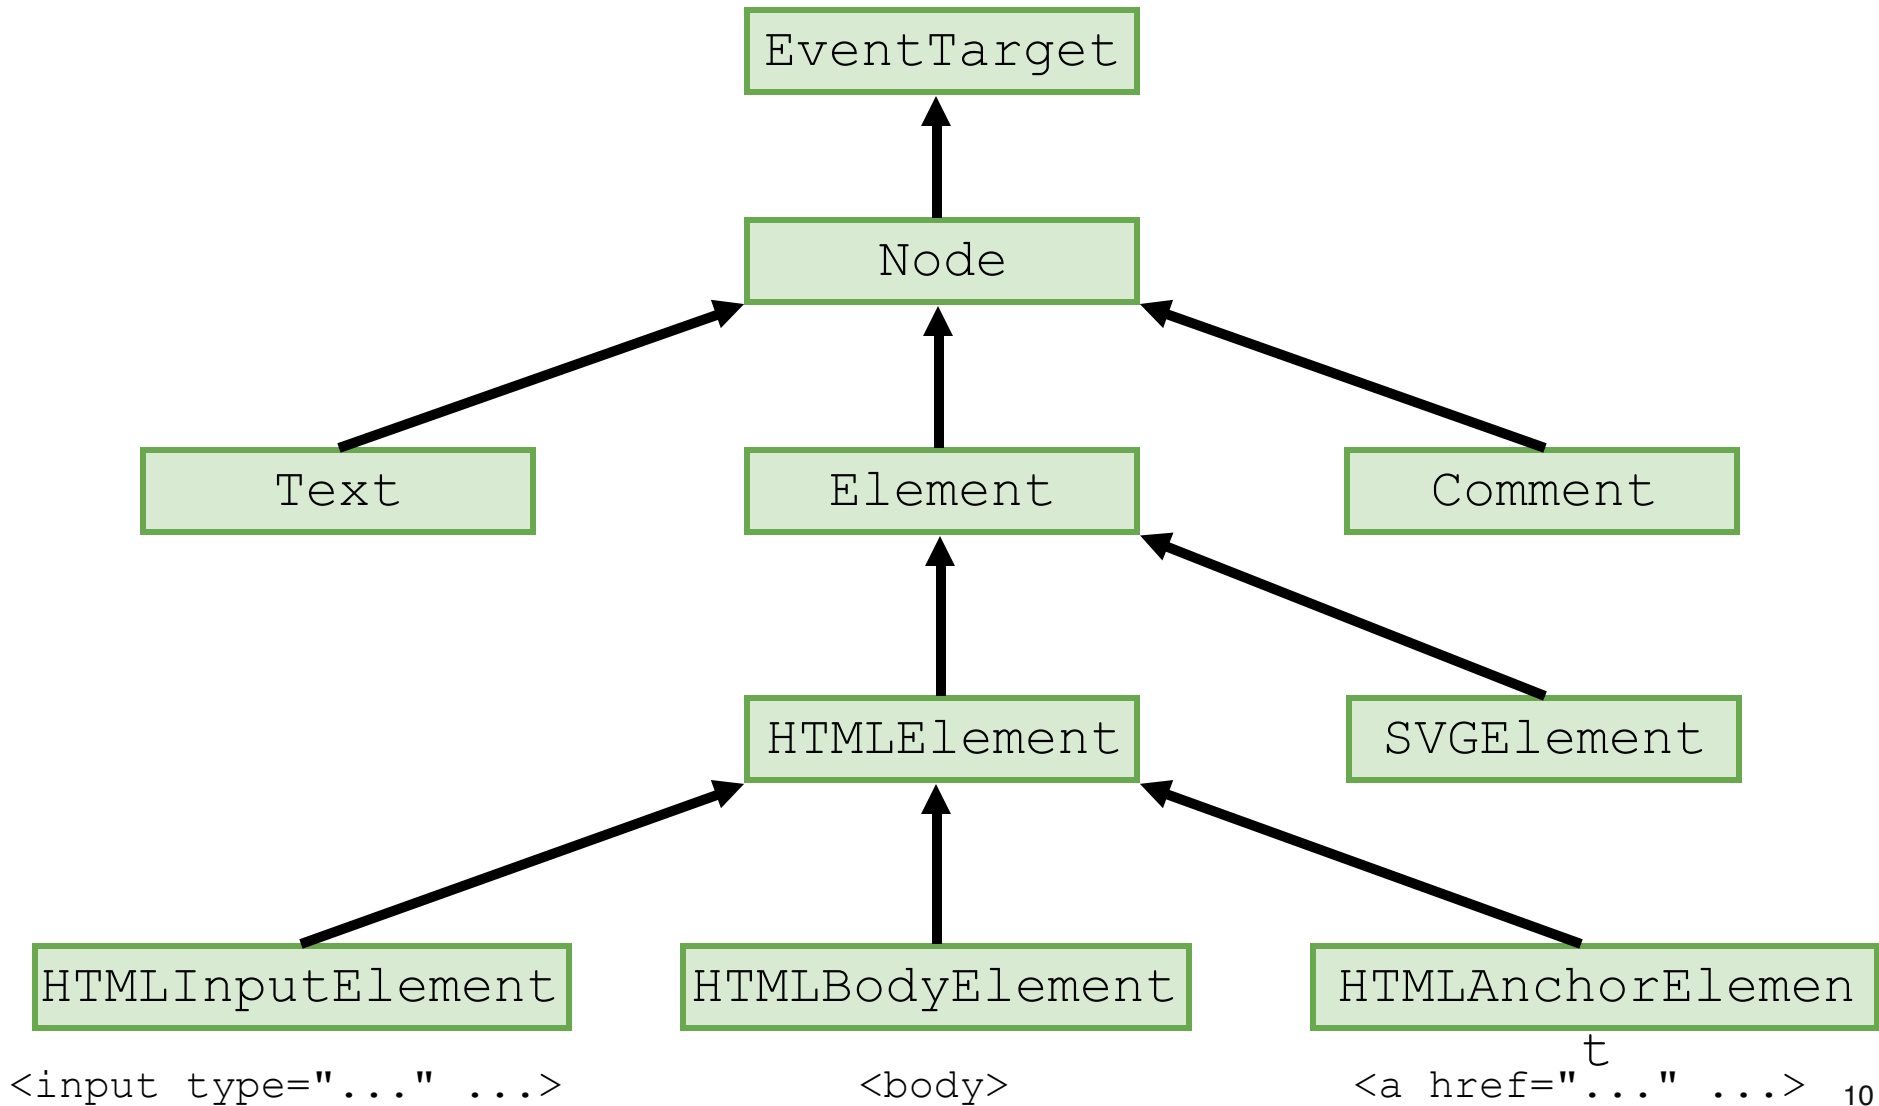 EventTarget
Node
Text
Element
Comment
HTMLElement
SVGElement
HTMLInputElement
HTMLBodyElement
HTMLAnchorElemen
t
<input type="..." ...>
<body>
<a href="..." ...>
10